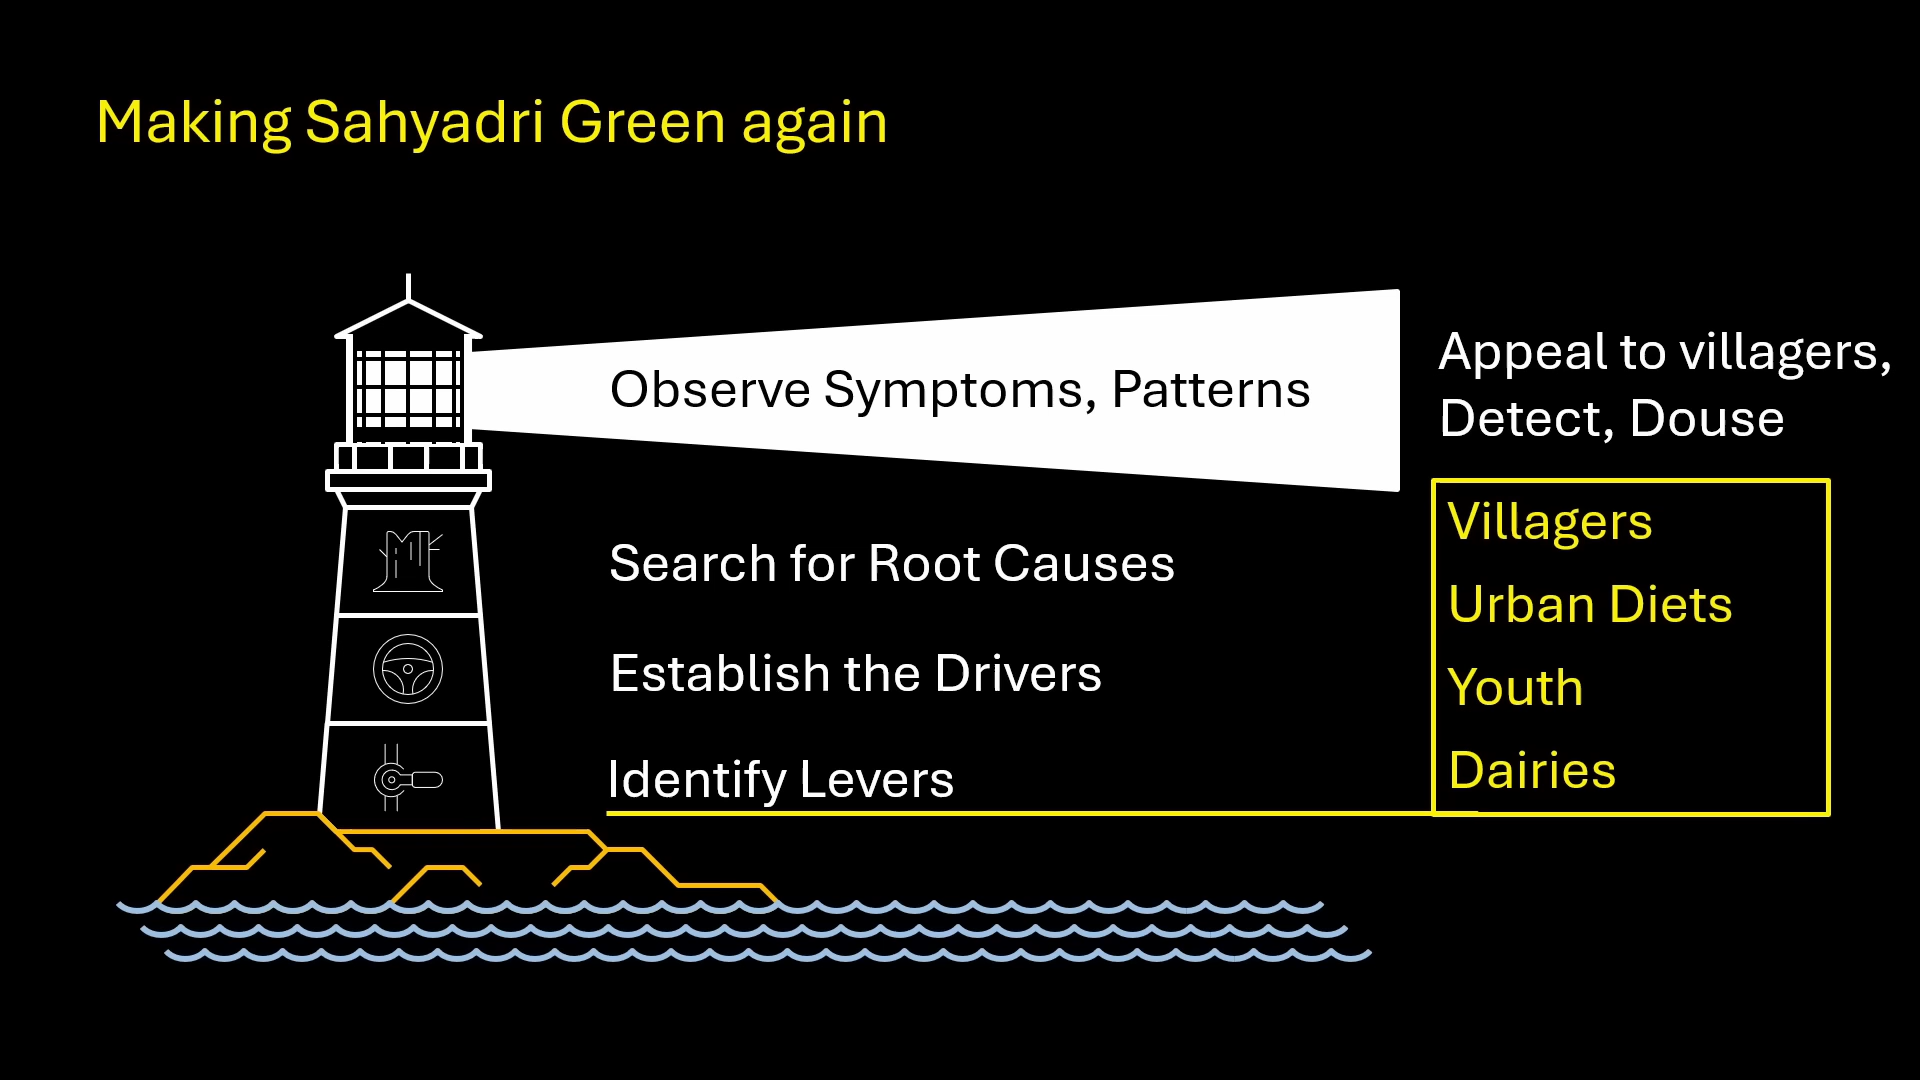 Making Sahyadri Green again
Observe Symptoms, Patterns
Appeal to villagers,
Detect, Douse
Search for Root Causes
Establish the Drivers
Identify Levers
Villagers
Urban Diets
Youth
Dairies